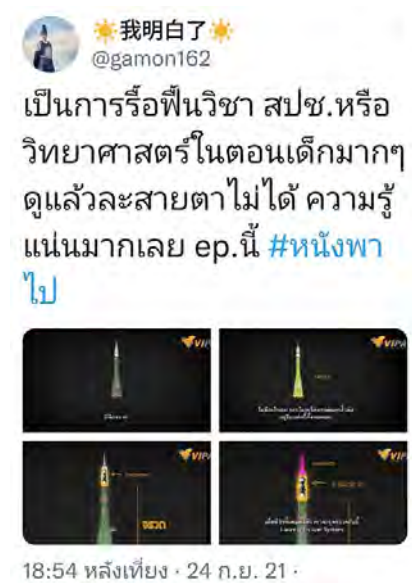 ☀️我明白了☀️
@gamon162
เป็นการรื้อฟื้นวิชา สปช.หรือ
วิทยาศาสตร์ในตอนเด็กมากๆ
ดูแล้วละสายตาไม่ได้ ความรู้
แน่นมากเลย ep.นี้ #หนังพา
ไป
VIPA
VIPA
VIPA
จรวด
VIPA
18:54 หลังเที่ยง · 24 ก.ย. 21 ·